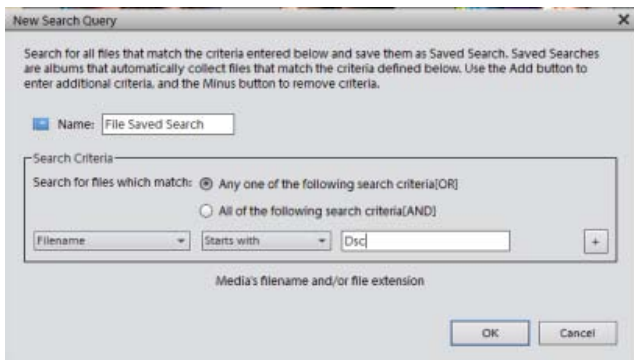 New Search Query
Search for all files that match the criteria entered below and save them as Saved Search. Saved Searches
are albums that automatically collect files that match the criteria defined below. Use the Add button to
enter additional criteria, and the Minus button to remove criteria.
Name: File Saved Search
Search Criteria
Search for files which match: Any one of the following search criteria[OR]
All of the following search criteria[AND]
Filename Starts with Dsc +
Media's filename and/or file extension
OK Cancel